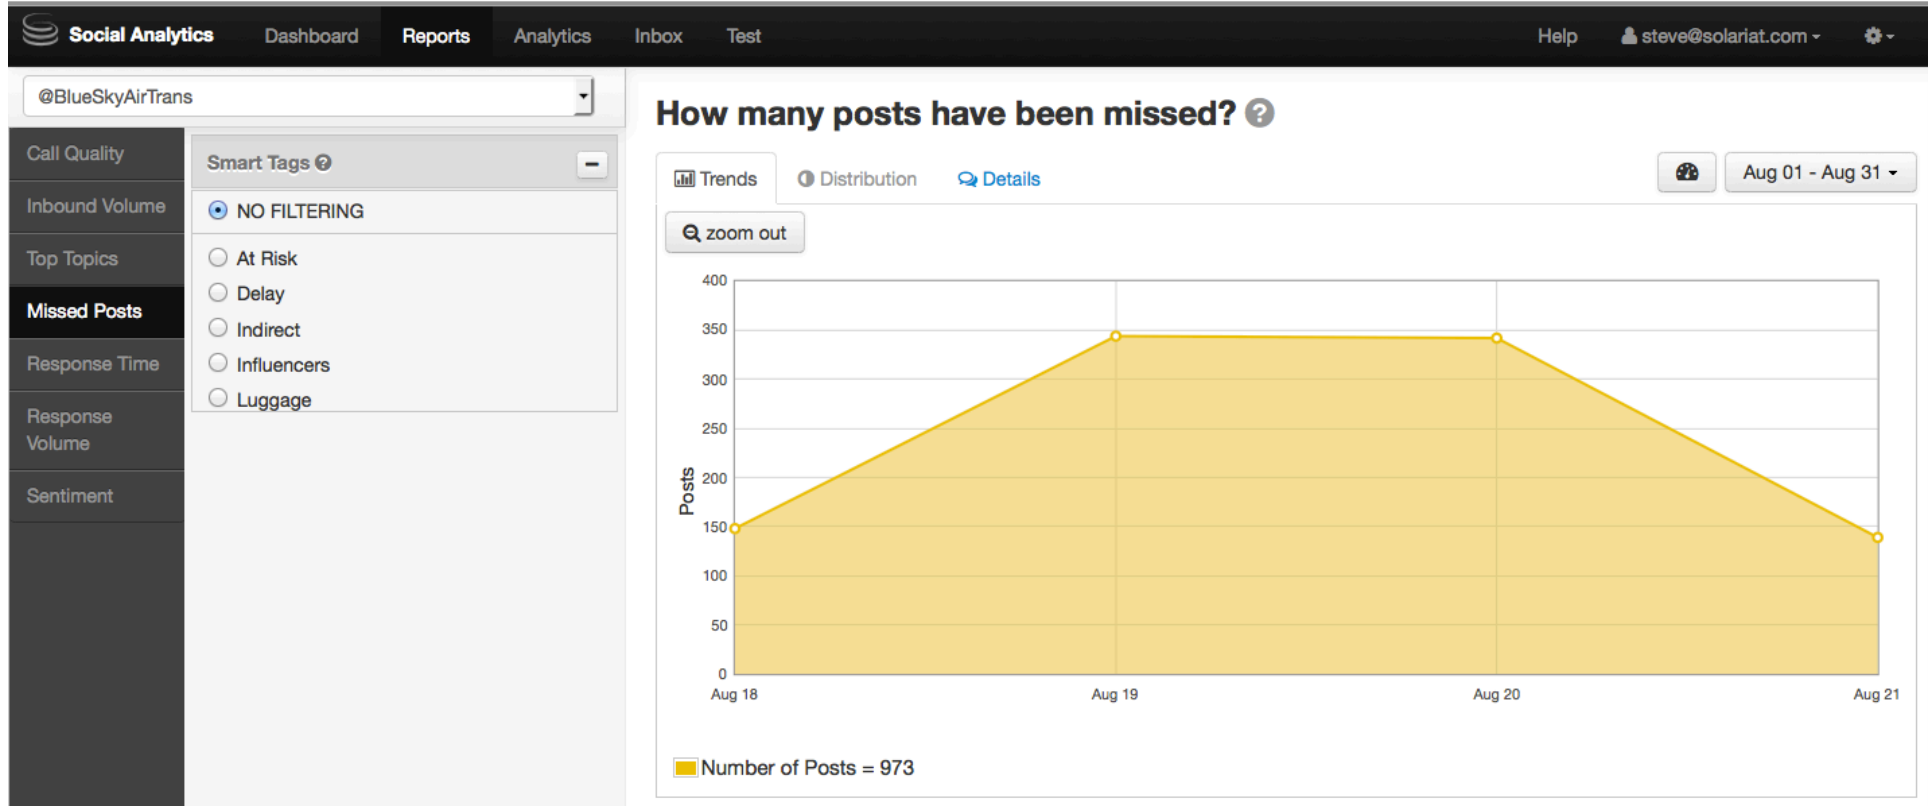 Social Analytics Dashboard Reports Analytics Inbox Test Help steve@solariat.com
@BlueSkyAirTrans
Call Quality
Inbound Volume
Top Topics
Missed Posts
Response Time
Response
Volume
Sentiment
Smart Tags
NO FILTERING
At Risk
Delay
Indirect
Influencers
Luggage
How many posts have been missed?
Trends Distribution Details
Aug 01 - Aug 31
zoom out
400
350
300
250
200
150
100
50
0
Posts
Aug 18 Aug 19 Aug 20 Aug 21
Number of Posts = 973